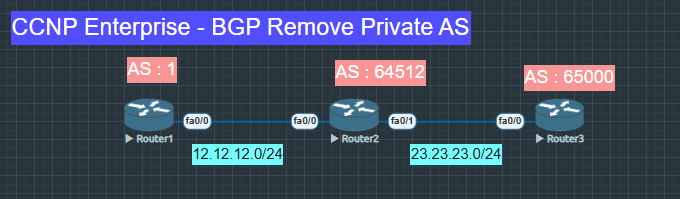 CCNP Enterprise - BGP Remove Private AS
AS : 1
AS : 64512
AS : 65000
fa0/0
fa0/0
fa0/1
fa0/0
Router1
Router2
Router3
12.12.12.0/24
23.23.23.0/24